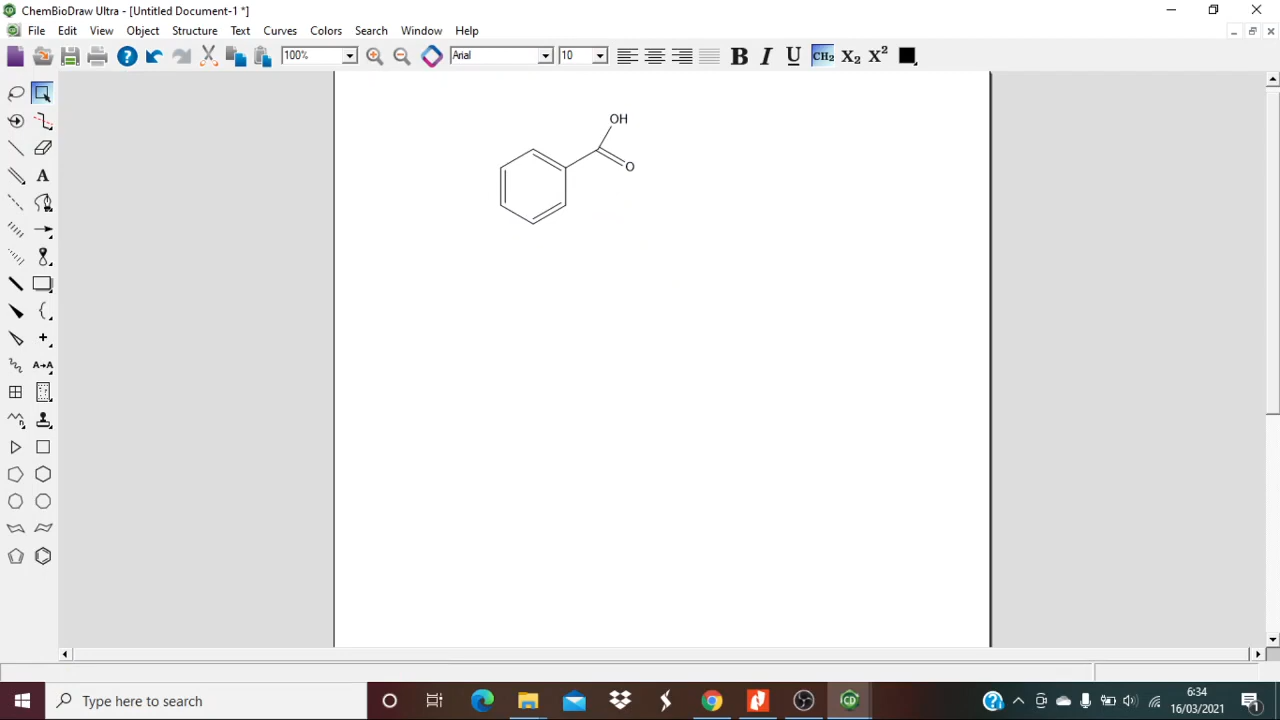 ChemBioDraw Ultra - [Untitled Document-1 *]
File Edit View Object Structure Text Curves Colors Search Window Help
100% Arial 10 B I U CH₂ X₂ X²
OH
O
A
A→A
Type here to search
6:34
16/03/2021